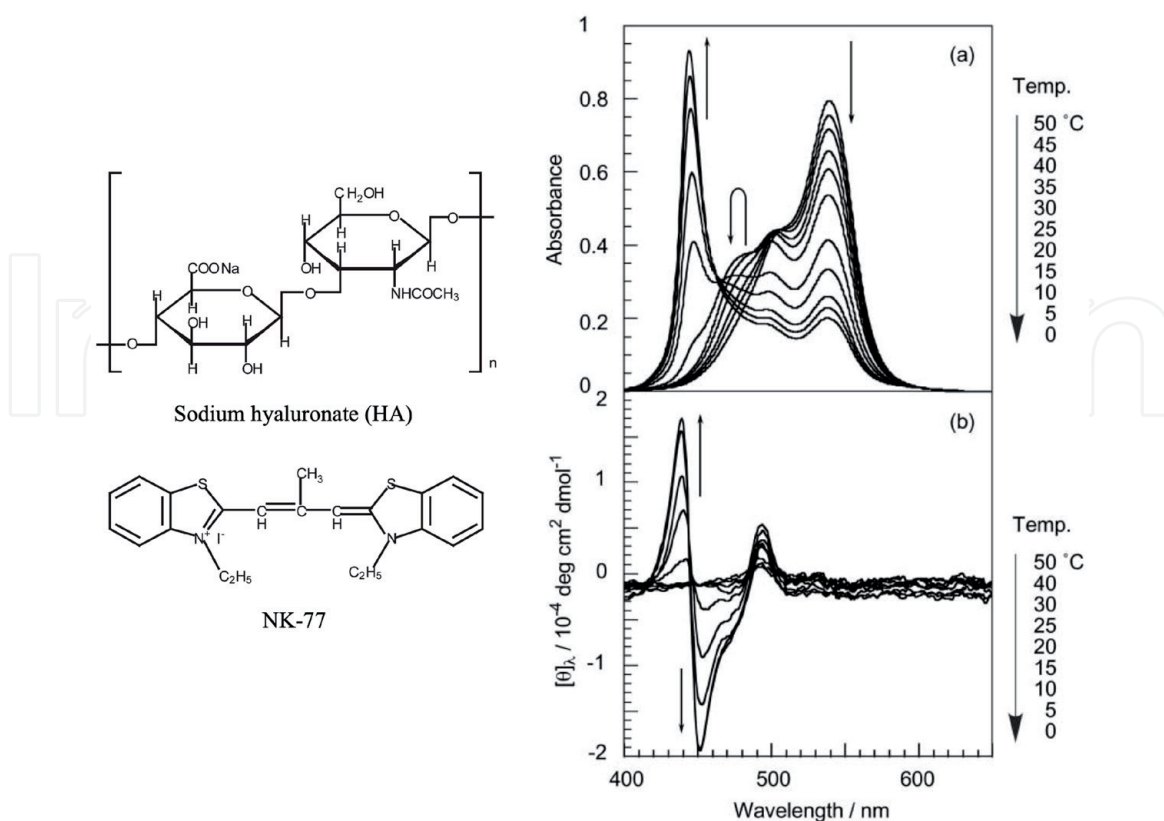 CH₂OH
O
O
H
H
H
H
COONa
OH
H
H
O
O
NHCOCH₃
H
H
OH
H
H
H
O
H
OH
n
Sodium hyaluronate (HA)
S
CH₃
S
C
H
C
C
H
N⁺
I⁻
N
C₂H₅
C₂H₅
NK-77
(a)
1
0.8
0.6
0.4
0.2
0
Absorbance
Temp.
50 °C
45
40
35
30
25
20
15
10
5
0
(b)
2
1
0
-1
-2
[θ]λ / 10⁻⁴ deg cm² dmol⁻¹
Temp.
50 °C
40
30
25
20
15
10
5
0
400
500
600
Wavelength / nm